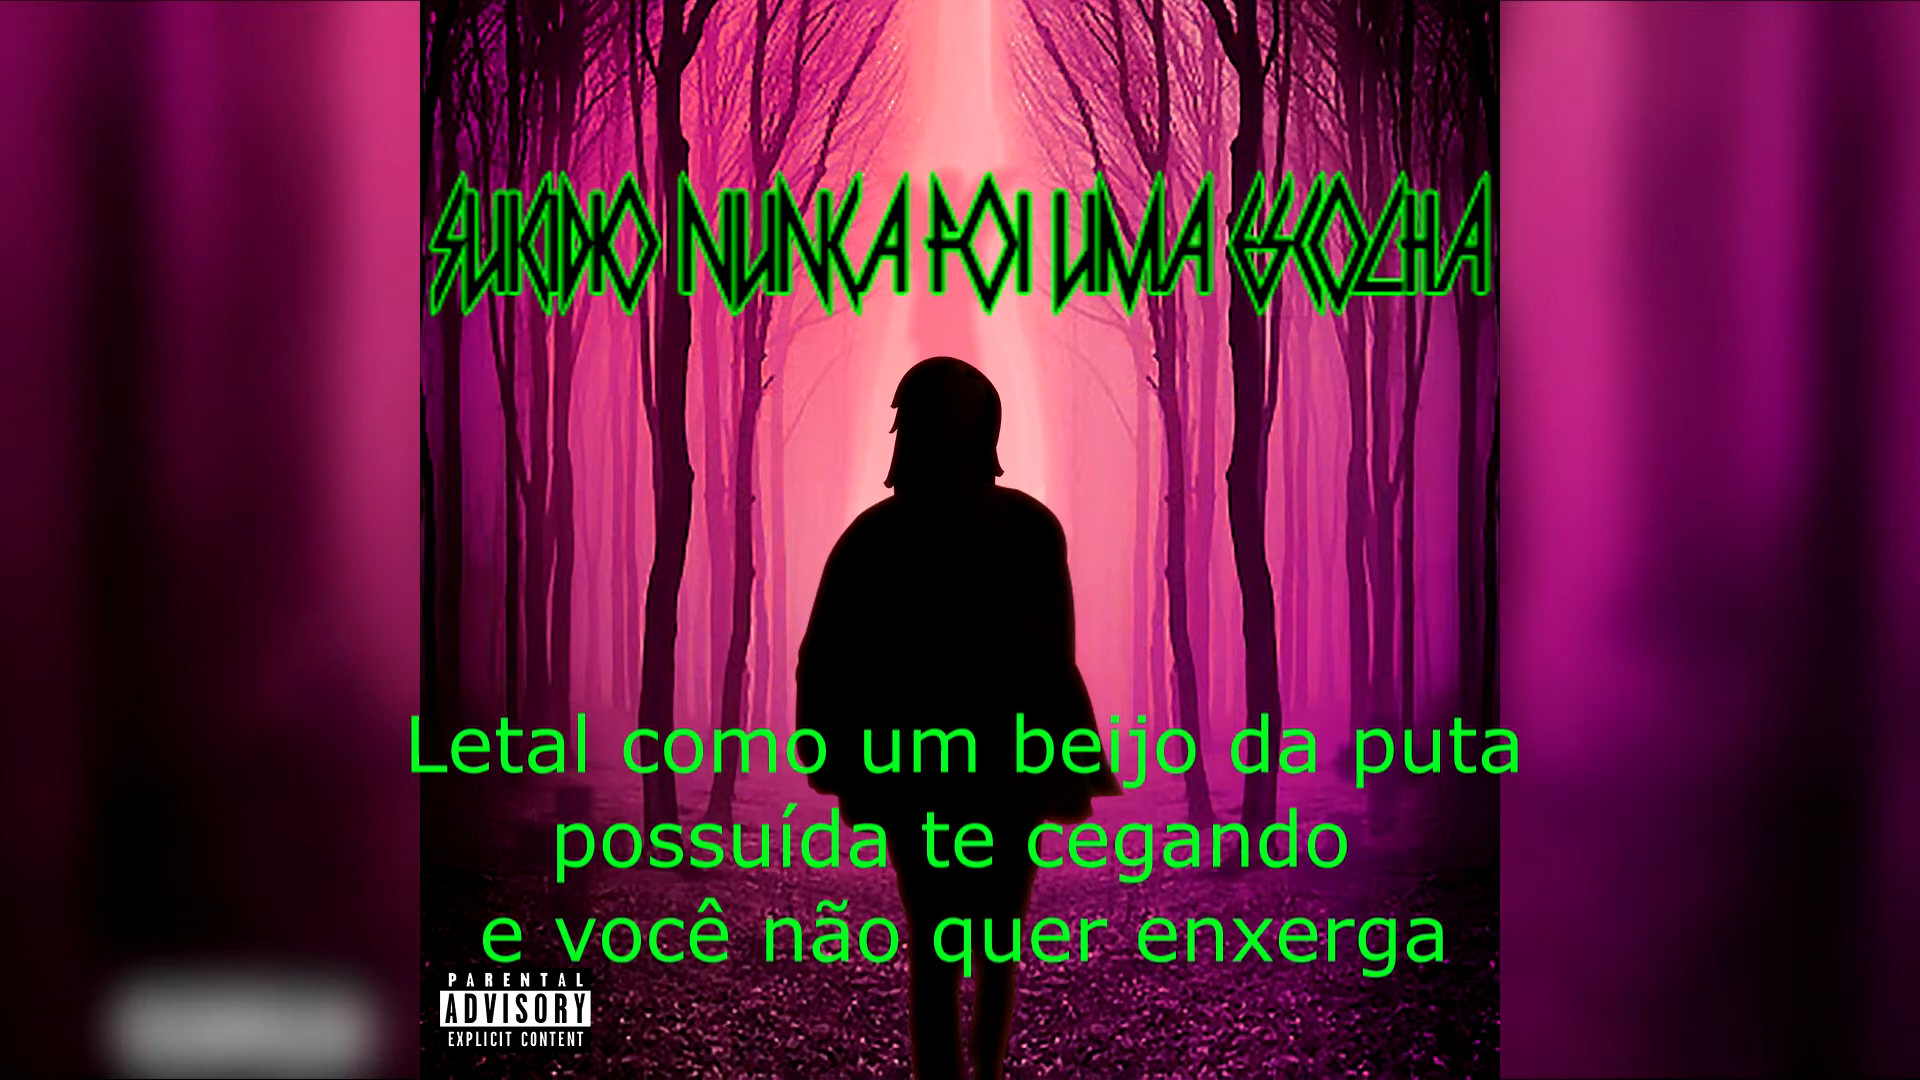 SUICIDIO NUNCA FOI UMA ESCOLHA
Letal como um beijo da puta
possuída te cegando
e você não quer enxerga
PARENTAL
ADVISORY
EXPLICIT CONTENT